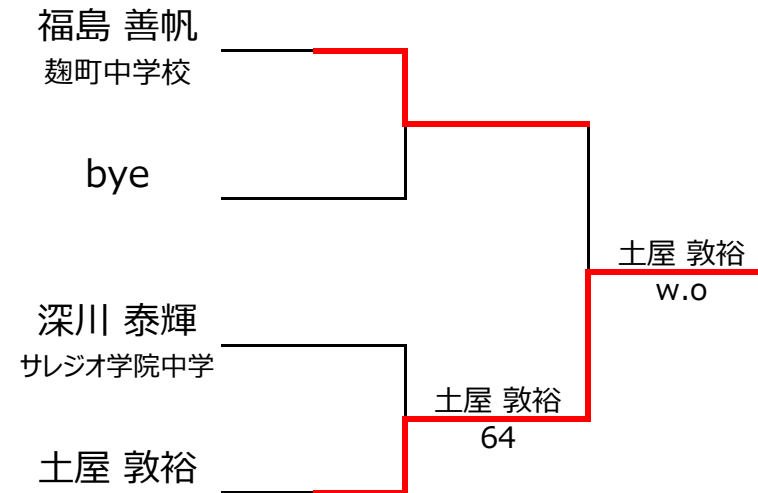 福島 善帆
麹町中学校
bye
土屋 敦裕
w.o
深川 泰輝
サレジオ学院中学
土屋 敦裕
64
土屋 敦裕